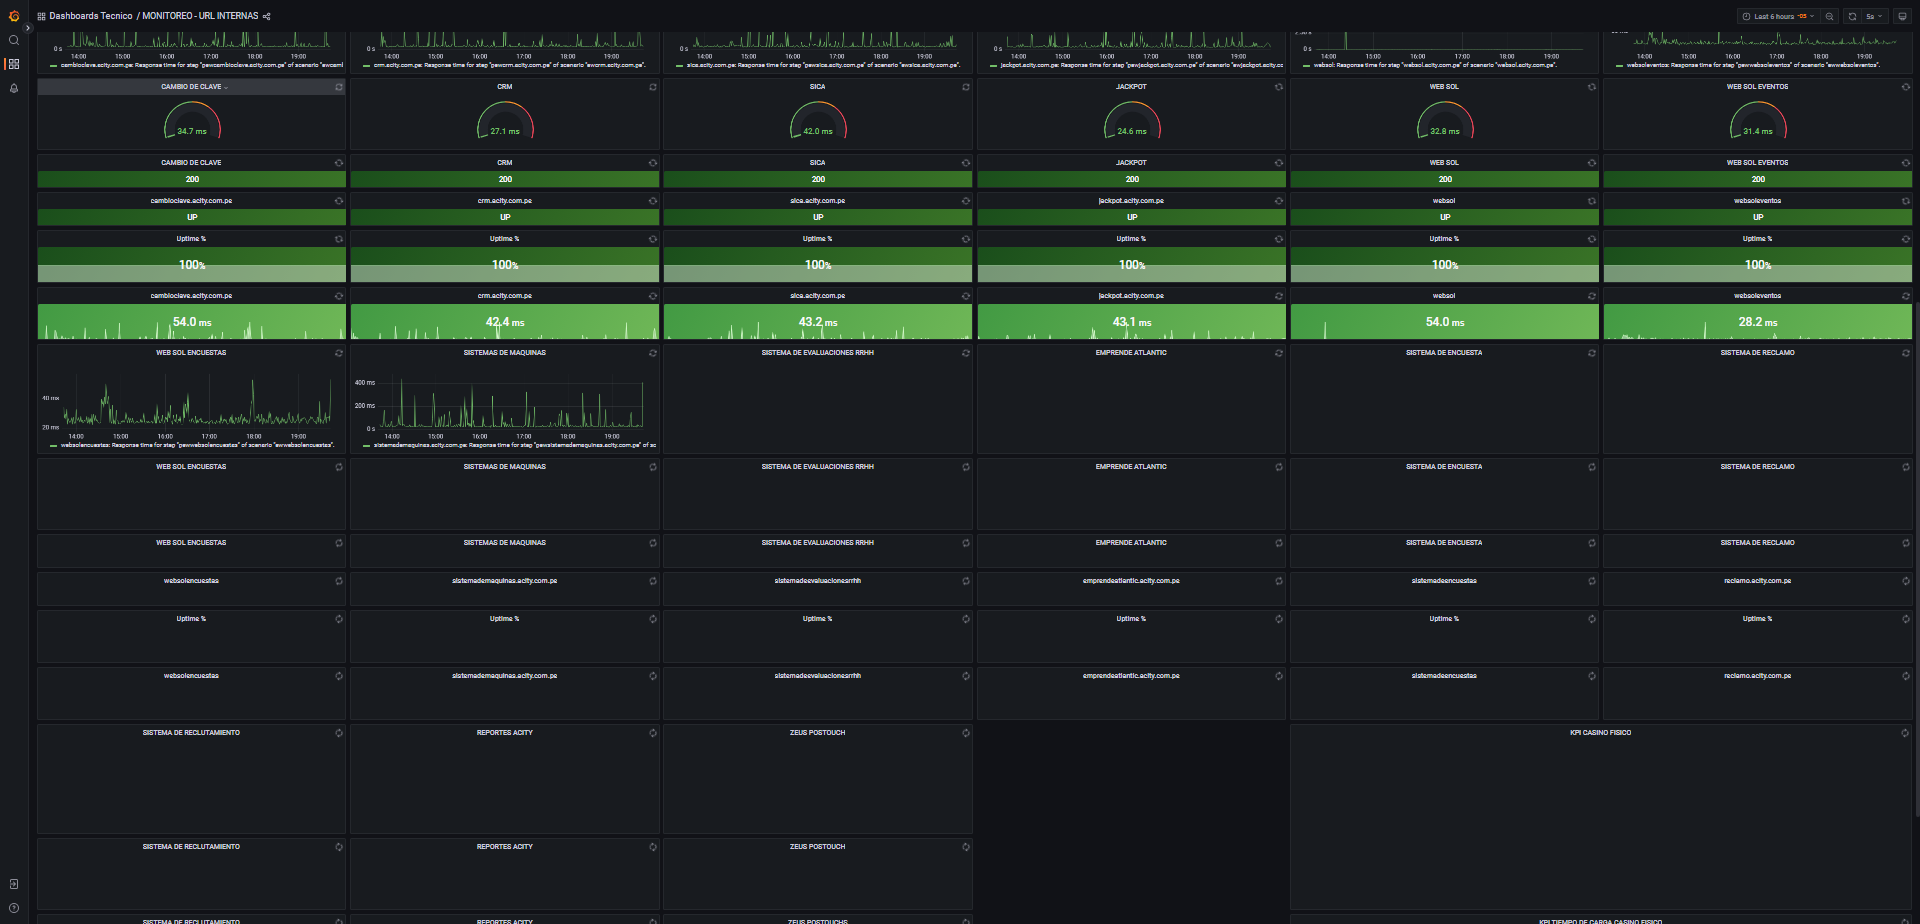 Dashboards Tecnico / MONITOREO - URL INTERNAS
Last 6 hours -05
5s
0 s
14:00 15:00 16:00 17:00 18:00 19:00
0 s
14:00 15:00 16:00 17:00 18:00 19:00
0 s
14:00 15:00 16:00 17:00 18:00 19:00
0 s
14:00 15:00 16:00 17:00 18:00 19:00
0 s
14:00 15:00 16:00 17:00 18:00 19:00
14:00 15:00 16:00 17:00 18:00 19:00
cambioclave.acity.com.pe: Response time for step "pewcambioclave.acity.com.pe" of scenario "ewcambi
crm.acity.com.pe: Response time for step "pewcrm.acity.com.pe" of scenario "ewcrm.acity.com.pe".
sica.acity.com.pe: Response time for step "pewsica.acity.com.pe" of scenario "ewsica.acity.com.pe".
jackpot.acity.com.pe: Response time for step "pewjackpot.acity.com.pe" of scenario "ewjackpot.acity.co
websol: Response time for step "websol.acity.com.pe" of scenario "websol.acity.com.pe".
websoleventos: Response time for step "pewwebsoleventos" of scenario "ewwebsoleventos".
CAMBIO DE CLAVE CRM SICA JACKPOT WEB SOL WEB SOL EVENTOS
34.7 ms 27.1 ms 42.0 ms 24.6 ms 32.8 ms 31.4 ms
CAMBIO DE CLAVE CRM SICA JACKPOT WEB SOL WEB SOL EVENTOS
200 200 200 200 200 200
cambioclave.acity.com.pe crm.acity.com.pe sica.acity.com.pe jackpot.acity.com.pe websol websoleventos
UP UP UP UP UP UP
Uptime % Uptime % Uptime % Uptime % Uptime % Uptime %
100% 100% 100% 100% 100% 100%
cambioclave.acity.com.pe crm.acity.com.pe sica.acity.com.pe jackpot.acity.com.pe websol websoleventos
54.0 ms 42.4 ms 43.2 ms 43.1 ms 54.0 ms 28.2 ms
WEB SOL ENCUESTAS SISTEMAS DE MAQUINAS SISTEMA DE EVALUACIONES RRHH EMPRENDE ATLANTIC SISTEMA DE ENCUESTA SISTEMA DE RECLAMO
40 ms
20 ms
14:00 15:00 16:00 17:00 18:00 19:00
websolencuestas: Response time for step "pewwebsolencuestas" of scenario "ewwebsolencuestas".
400 ms
200 ms
0 s
14:00 15:00 16:00 17:00 18:00 19:00
sistemademaquinas.acity.com.pe: Response time for step "pewsistemademaquinas.acity.com.pe" of sc
WEB SOL ENCUESTAS SISTEMAS DE MAQUINAS SISTEMA DE EVALUACIONES RRHH EMPRENDE ATLANTIC SISTEMA DE ENCUESTA SISTEMA DE RECLAMO
WEB SOL ENCUESTAS SISTEMAS DE MAQUINAS SISTEMA DE EVALUACIONES RRHH EMPRENDE ATLANTIC SISTEMA DE ENCUESTA SISTEMA DE RECLAMO
websolencuestas sistemademaquinas.acity.com.pe sistemadeevaluacionesrrhh emprendeatlantic.acity.com.pe sistemadeencuestas reclamo.acity.com.pe
Uptime % Uptime % Uptime % Uptime % Uptime % Uptime %
websolencuestas sistemademaquinas.acity.com.pe sistemadeevaluacionesrrhh emprendeatlantic.acity.com.pe sistemadeencuestas reclamo.acity.com.pe
SISTEMA DE RECLUTAMIENTO REPORTES ACITY ZEUS POSTOUCH KPI CASINO FISICO
SISTEMA DE RECLUTAMIENTO REPORTES ACITY ZEUS POSTOUCH
SISTEMA DE RECLUTAMIENTO REPORTES ACITY ZEUS POSTOUCHS KPI TIEMPO DE CARGA CASINO FISICO